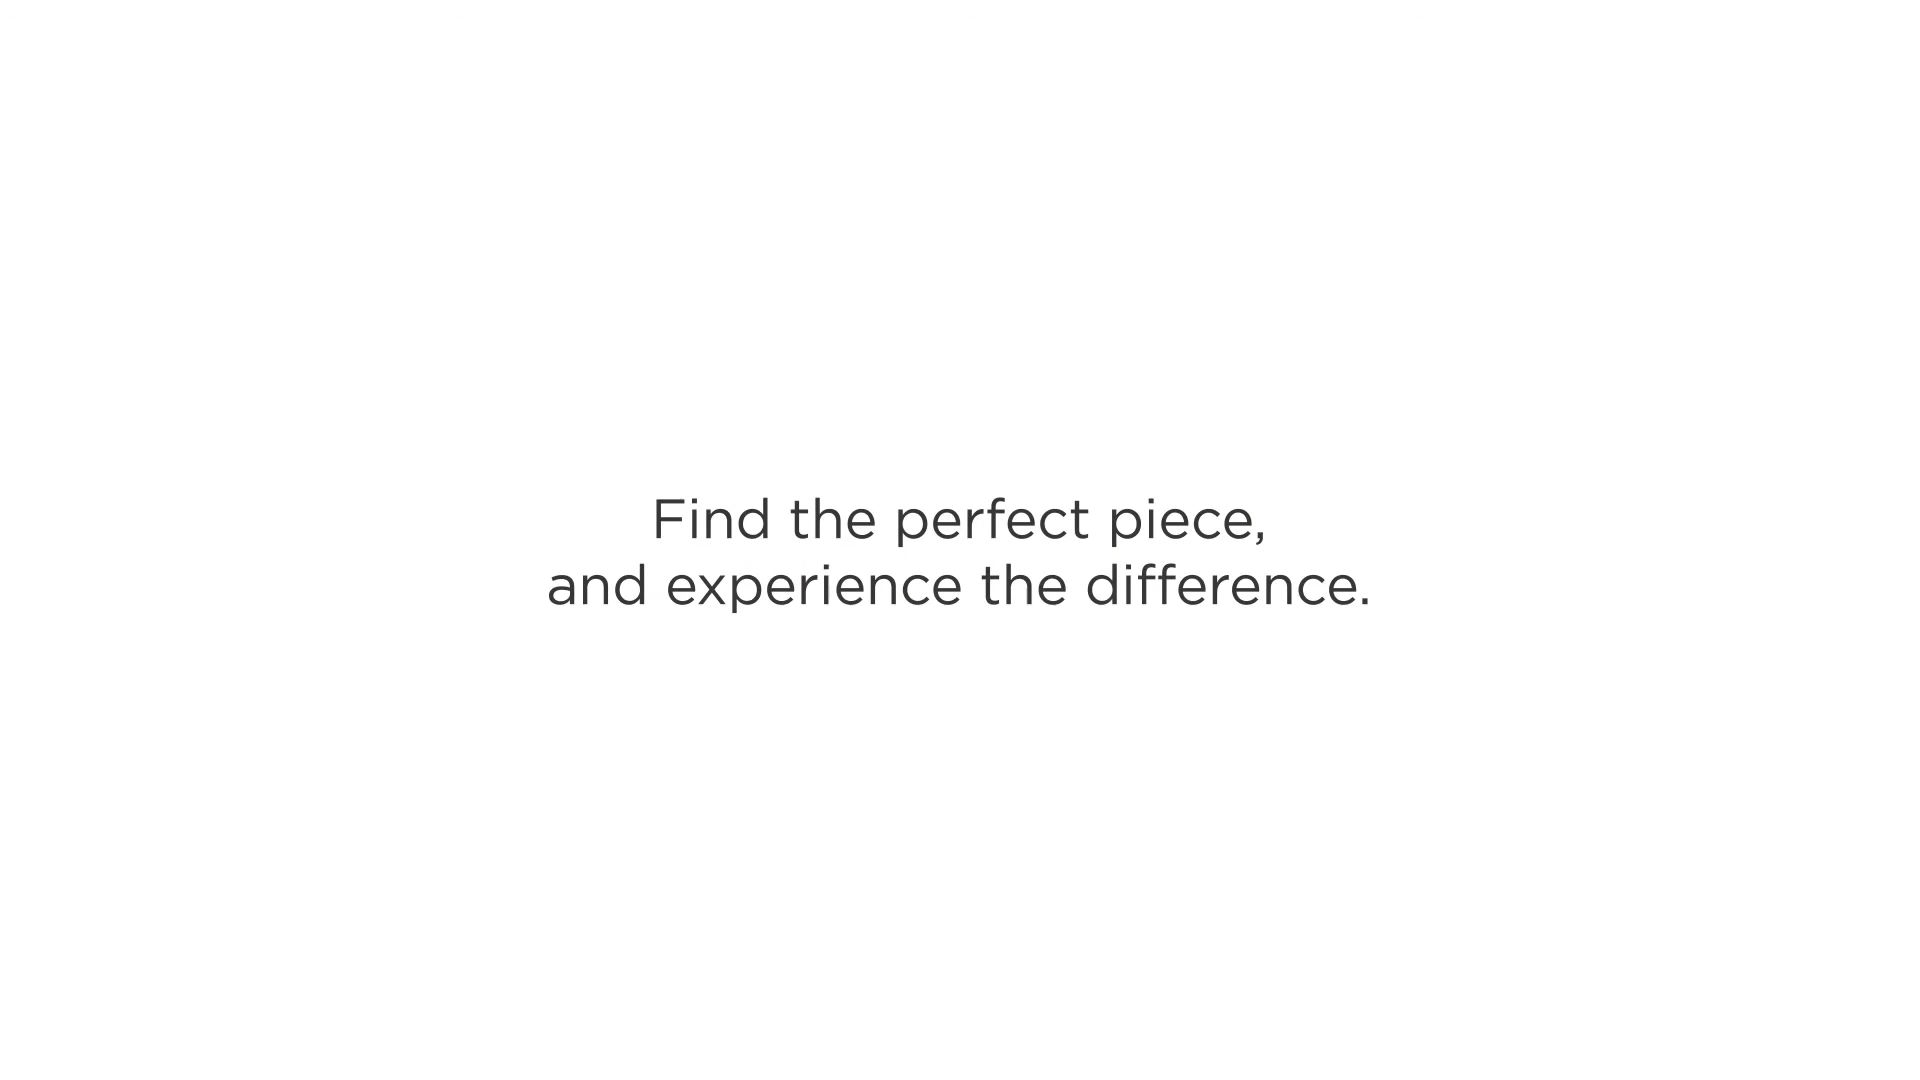 Find the perfect piece,
and experience the difference.